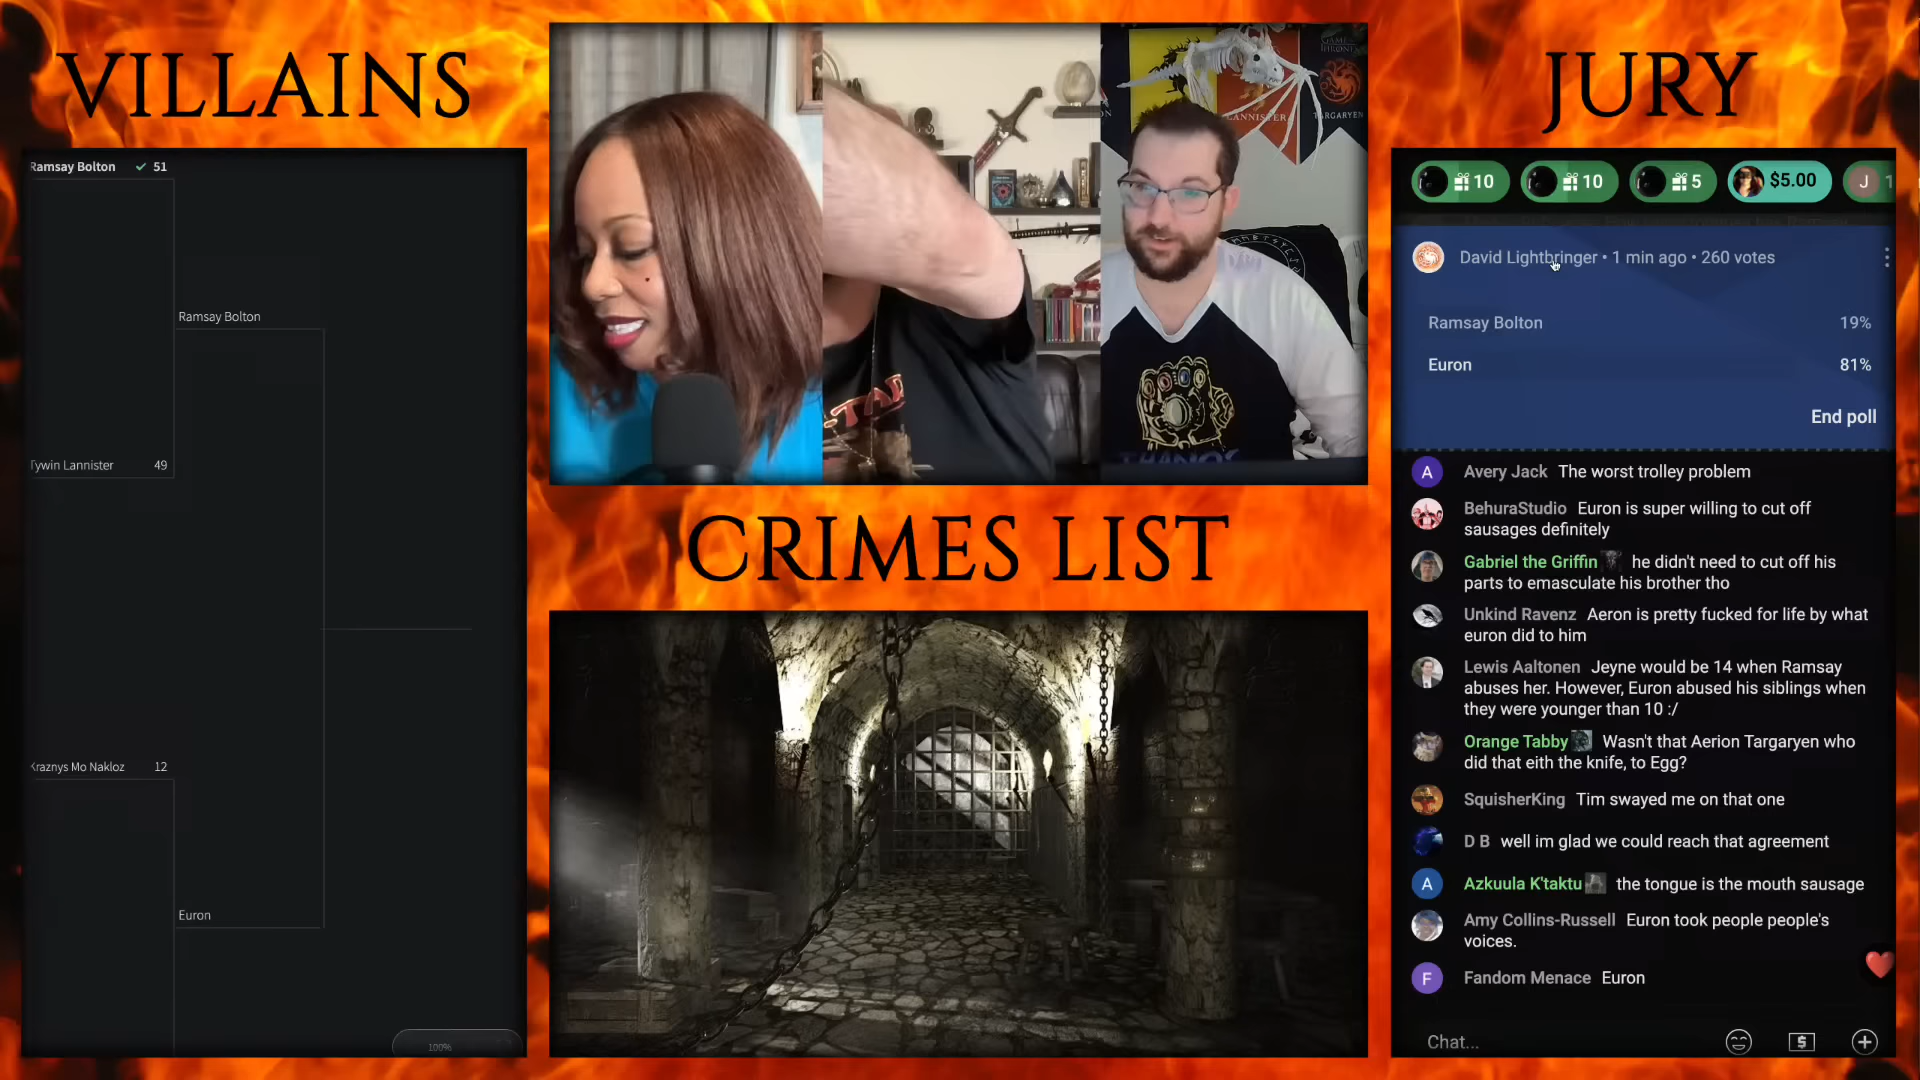 VILLAINS
Ramsay Bolton ✓ 51
Ramsay Bolton
Tywin Lannister 49
Kraznys Mo Nakloz 12
Euron
100%
LANNISTER
TARGARYEN
THANOS
CRIMES LIST
JURY
10
10
5
$5.00
J 1
David Lightbringer • 1 min ago • 260 votes
Ramsay Bolton 19%
Euron 81%
End poll
A Avery Jack The worst trolley problem
BehuraStudio Euron is super willing to cut off
sausages definitely
Gabriel the Griffin he didn't need to cut off his
parts to emasculate his brother tho
Unkind Ravenz Aeron is pretty fucked for life by what
euron did to him
Lewis Aaltonen Jeyne would be 14 when Ramsay
abuses her. However, Euron abused his siblings when
they were younger than 10 :/
Orange Tabby Wasn't that Aerion Targaryen who
did that eith the knife, to Egg?
SquisherKing Tim swayed me on that one
D B well im glad we could reach that agreement
A Azkuula K'taktu the tongue is the mouth sausage
Amy Collins-Russell Euron took people people's
voices.
F Fandom Menace Euron
Chat...